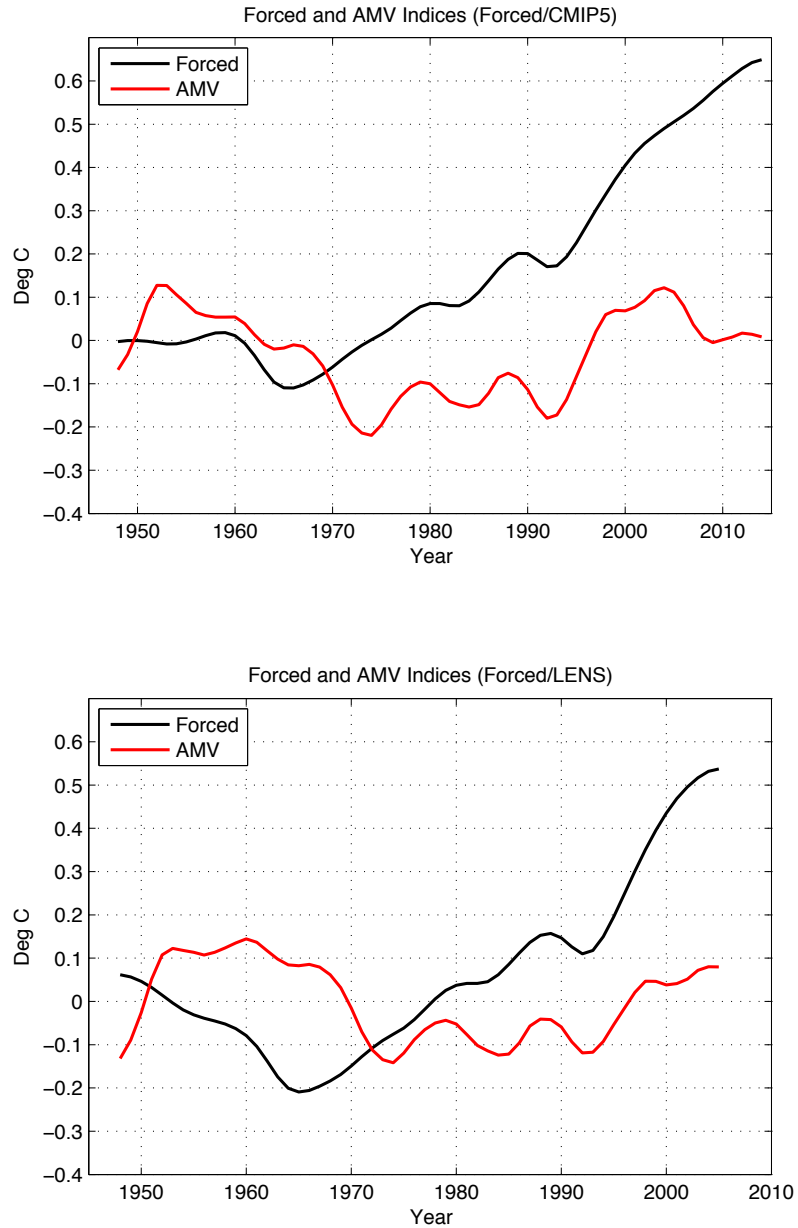 Forced and AMV Indices (Forced/CMIP5)
Forced
AMV
0.6
0.5
0.4
0.3
0.2
0.1
0
−0.1
−0.2
−0.3
−0.4
Deg C
1950 1960 1970 1980 1990 2000 2010
Year
Forced and AMV Indices (Forced/LENS)
Forced
AMV
0.6
0.5
0.4
0.3
0.2
0.1
0
−0.1
−0.2
−0.3
−0.4
Deg C
1950 1960 1970 1980 1990 2000 2010
Year